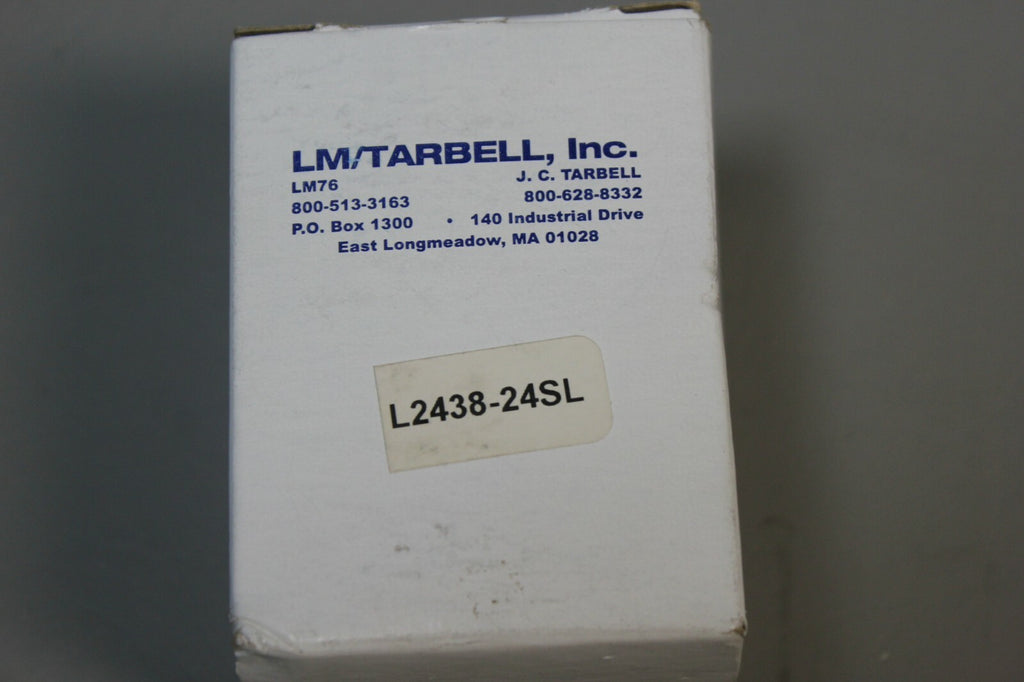 LM/TARBELL, Inc.
LM76 J. C. TARBELL
800-513-3163 800-628-8332
P.O. Box 1300 • 140 Industrial Drive
East Longmeadow, MA 01028
L2438-24SL